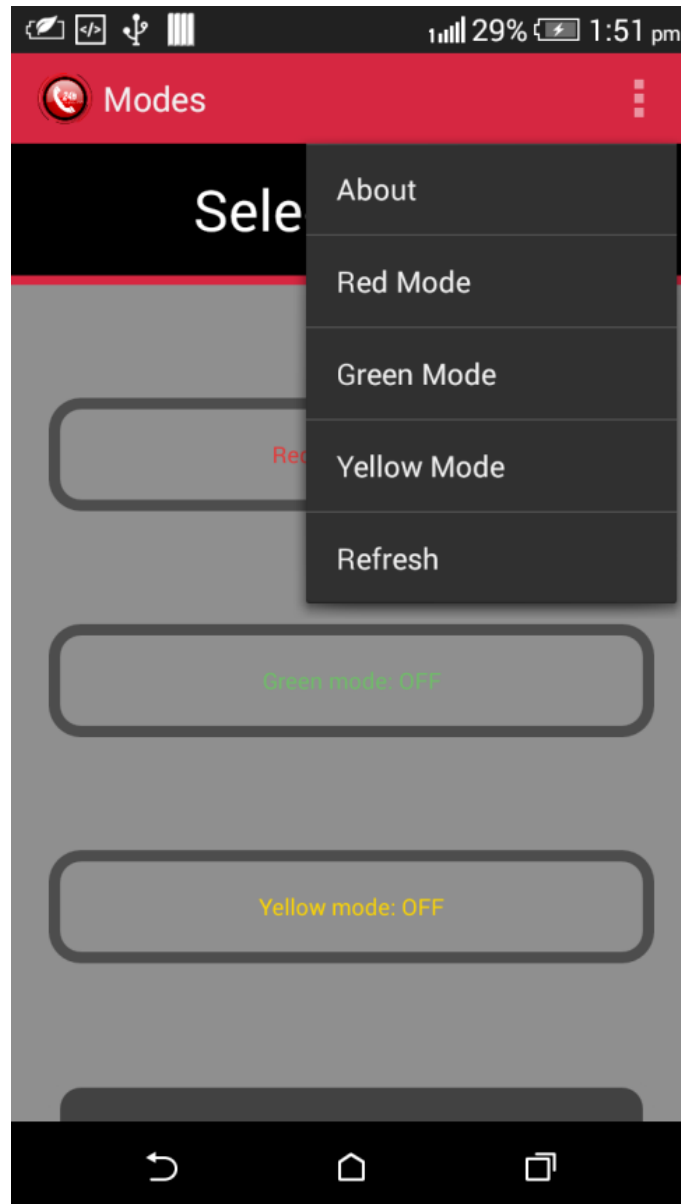 29% 1:51 pm
Modes
Sele
About
Red Mode
Green Mode
Yellow Mode
Refresh
Red
Green mode: OFF
Yellow mode: OFF